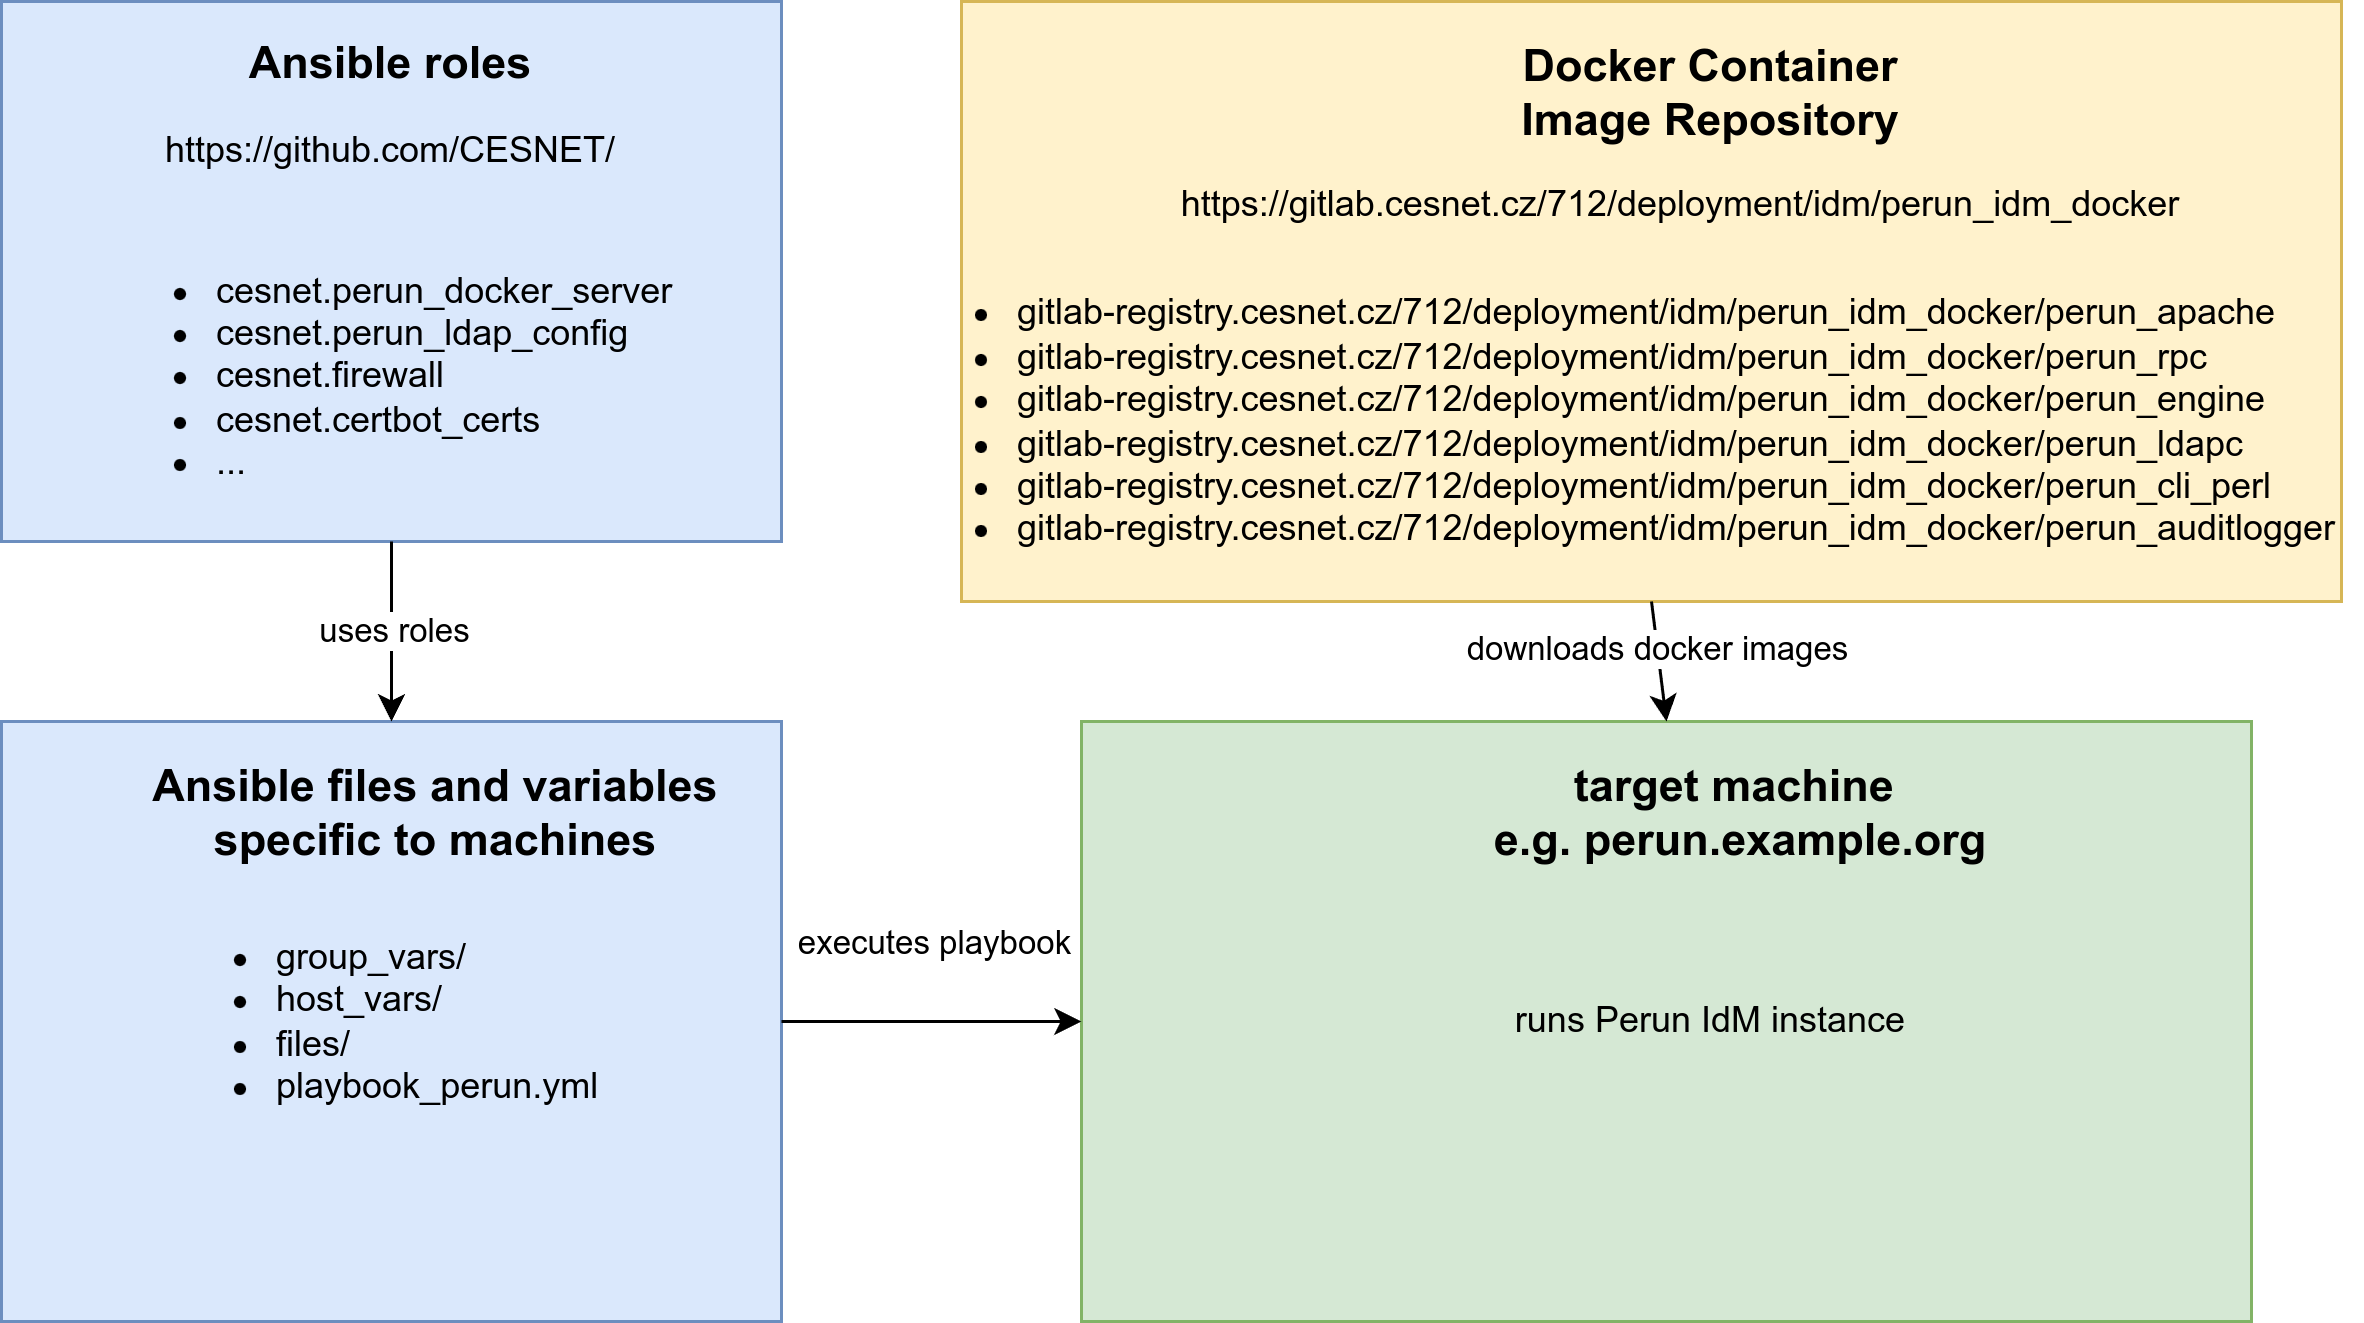 Ansible roles
https://github.com/CESNET/
cesnet.perun_docker_server
cesnet.perun_ldap_config
cesnet.firewall
cesnet.certbot_certs
...
Docker Container
Image Repository
https://gitlab.cesnet.cz/712/deployment/idm/perun_idm_docker
gitlab-registry.cesnet.cz/712/deployment/idm/perun_idm_docker/perun_apache
gitlab-registry.cesnet.cz/712/deployment/idm/perun_idm_docker/perun_rpc
gitlab-registry.cesnet.cz/712/deployment/idm/perun_idm_docker/perun_engine
gitlab-registry.cesnet.cz/712/deployment/idm/perun_idm_docker/perun_ldapc
gitlab-registry.cesnet.cz/712/deployment/idm/perun_idm_docker/perun_cli_perl
gitlab-registry.cesnet.cz/712/deployment/idm/perun_idm_docker/perun_auditlogger
uses roles
downloads docker images
Ansible files and variables
specific to machines
group_vars/
host_vars/
files/
playbook_perun.yml
executes playbook
target machine
e.g. perun.example.org
runs Perun IdM instance